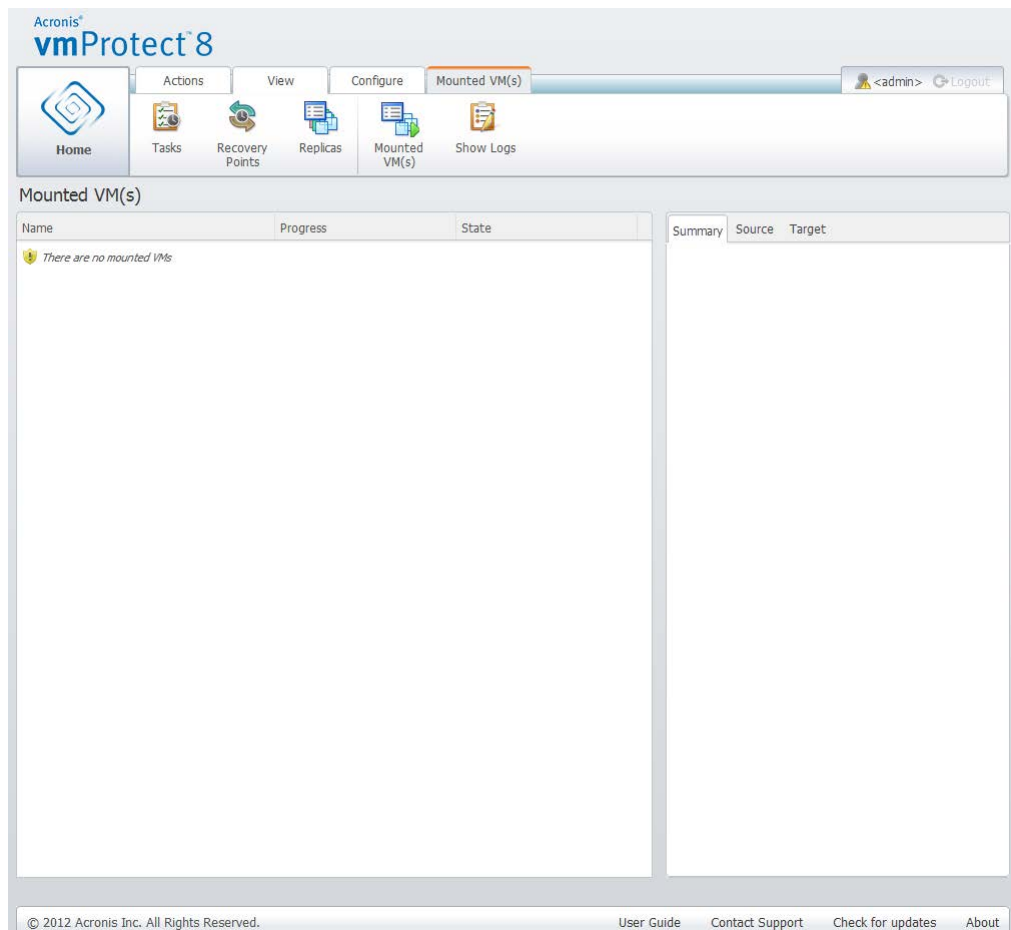 Acronis®
vmProtect™ 8
Actions View Configure Mounted VM(s) <admin> Logout
Home Tasks Recovery Points Replicas Mounted VM(s) Show Logs
Mounted VM(s)
Name Progress State Summary Source Target
There are no mounted VMs
© 2012 Acronis Inc. All Rights Reserved. User Guide Contact Support Check for updates About